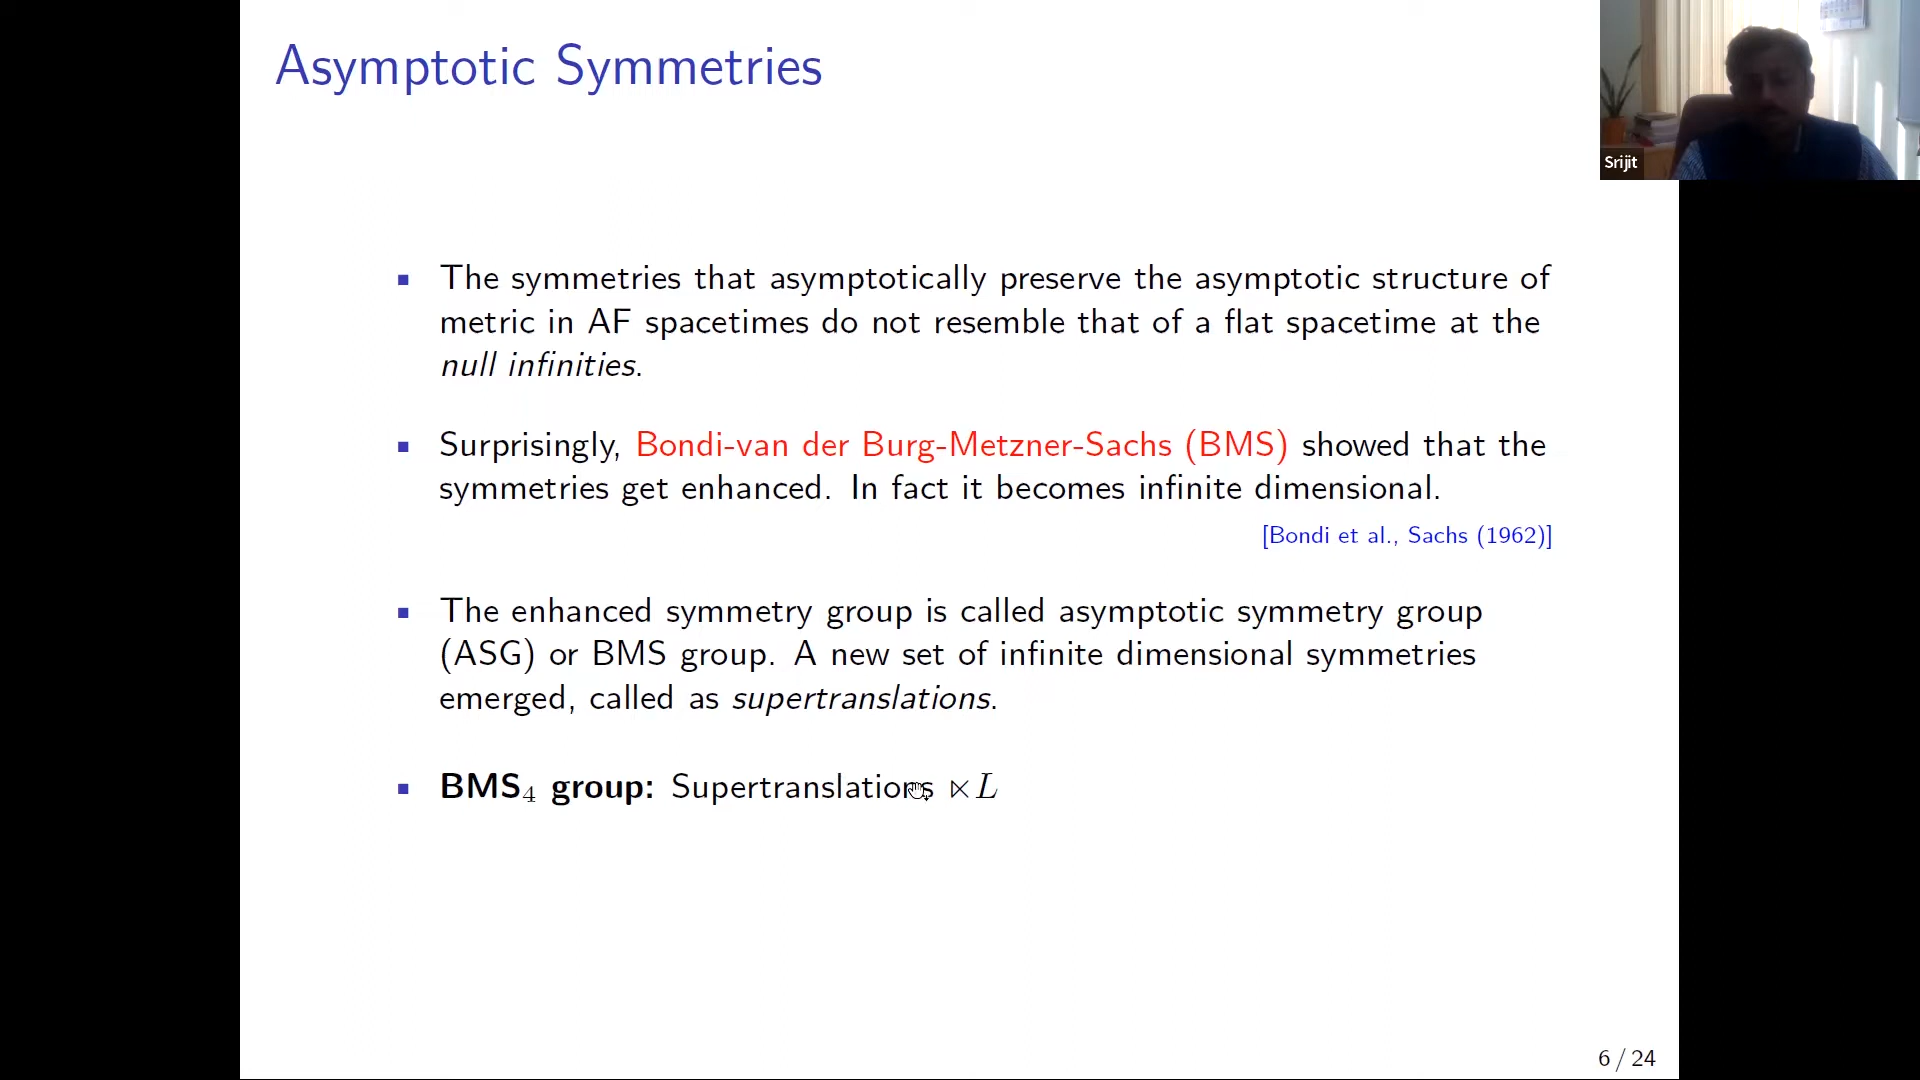 Asymptotic Symmetries
Srijit
▪ The symmetries that asymptotically preserve the asymptotic structure of
metric in AF spacetimes do not resemble that of a flat spacetime at the
null infinities.
▪ Surprisingly, Bondi-van der Burg-Metzner-Sachs (BMS) showed that the
symmetries get enhanced. In fact it becomes infinite dimensional.
[Bondi et al., Sachs (1962)]
▪ The enhanced symmetry group is called asymptotic symmetry group
(ASG) or BMS group. A new set of infinite dimensional symmetries
emerged, called as supertranslations.
▪ BMS₄ group: Supertranslations ⋉ L
6 / 24